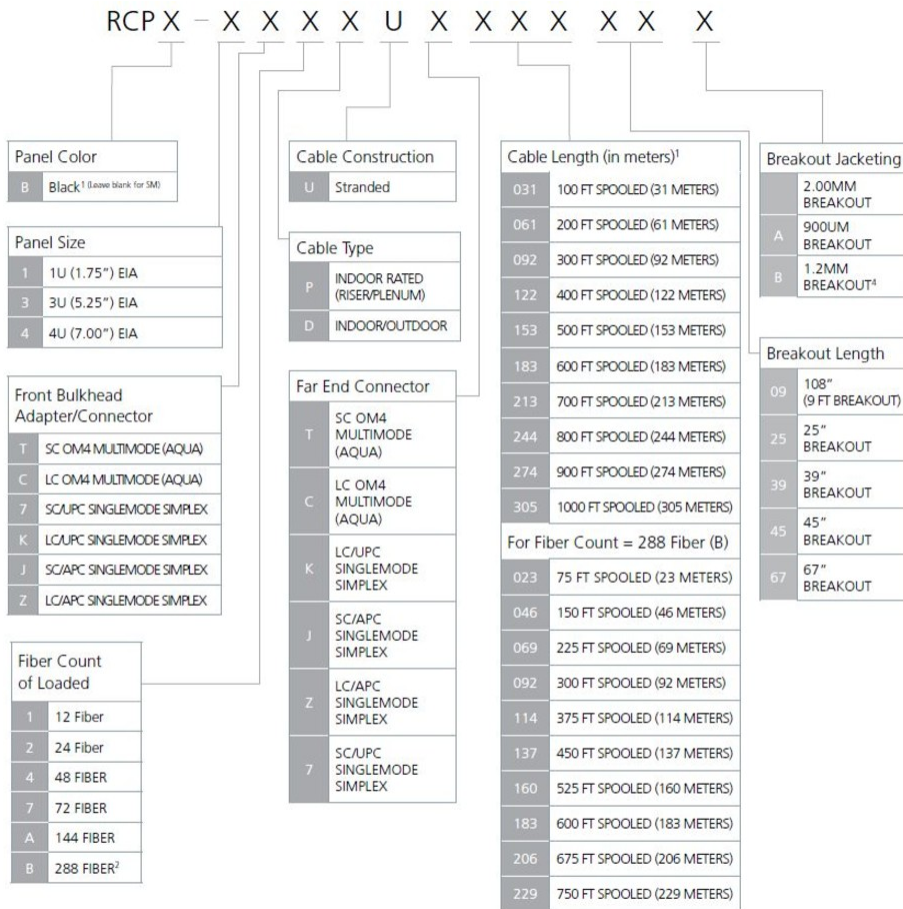 RCP X – X X X X U X X X X X X X
Panel Color
B Black¹ (Leave blank for SM)
Panel Size
1 1U (1.75”) EIA
3 3U (5.25”) EIA
4 4U (7.00”) EIA
Front Bulkhead
Adapter/Connector
T SC OM4 MULTIMODE (AQUA)
C LC OM4 MULTIMODE (AQUA)
7 SC/UPC SINGLEMODE SIMPLEX
K LC/UPC SINGLEMODE SIMPLEX
J SC/APC SINGLEMODE SIMPLEX
Z LC/APC SINGLEMODE SIMPLEX
Fiber Count
of Loaded
1 12 Fiber
2 24 Fiber
4 48 FIBER
7 72 FIBER
A 144 FIBER
B 288 FIBER²
Cable Construction
U Stranded
Cable Type
P INDOOR RATED
(RISER/PLENUM)
D INDOOR/OUTDOOR
Far End Connector
T SC OM4
MULTIMODE
(AQUA)
C LC OM4
MULTIMODE
(AQUA)
K LC/UPC
SINGLEMODE
SIMPLEX
J SC/APC
SINGLEMODE
SIMPLEX
Z LC/APC
SINGLEMODE
SIMPLEX
7 SC/UPC
SINGLEMODE
SIMPLEX
Cable Length (in meters)¹
031 100 FT SPOOLED (31 METERS)
061 200 FT SPOOLED (61 METERS)
092 300 FT SPOOLED (92 METERS)
122 400 FT SPOOLED (122 METERS)
153 500 FT SPOOLED (153 METERS)
183 600 FT SPOOLED (183 METERS)
213 700 FT SPOOLED (213 METERS)
244 800 FT SPOOLED (244 METERS)
274 900 FT SPOOLED (274 METERS)
305 1000 FT SPOOLED (305 METERS)
For Fiber Count = 288 Fiber (B)
023 75 FT SPOOLED (23 METERS)
046 150 FT SPOOLED (46 METERS)
069 225 FT SPOOLED (69 METERS)
092 300 FT SPOOLED (92 METERS)
114 375 FT SPOOLED (114 METERS)
137 450 FT SPOOLED (137 METERS)
160 525 FT SPOOLED (160 METERS)
183 600 FT SPOOLED (183 METERS)
206 675 FT SPOOLED (206 METERS)
229 750 FT SPOOLED (229 METERS)
Breakout Jacketing
2.00MM
BREAKOUT
A 900UM
BREAKOUT
B 1.2MM
BREAKOUT⁴
Breakout Length
09 108”
(9 FT BREAKOUT)
25 25”
BREAKOUT
39 39”
BREAKOUT
45 45”
BREAKOUT
67 67”
BREAKOUT